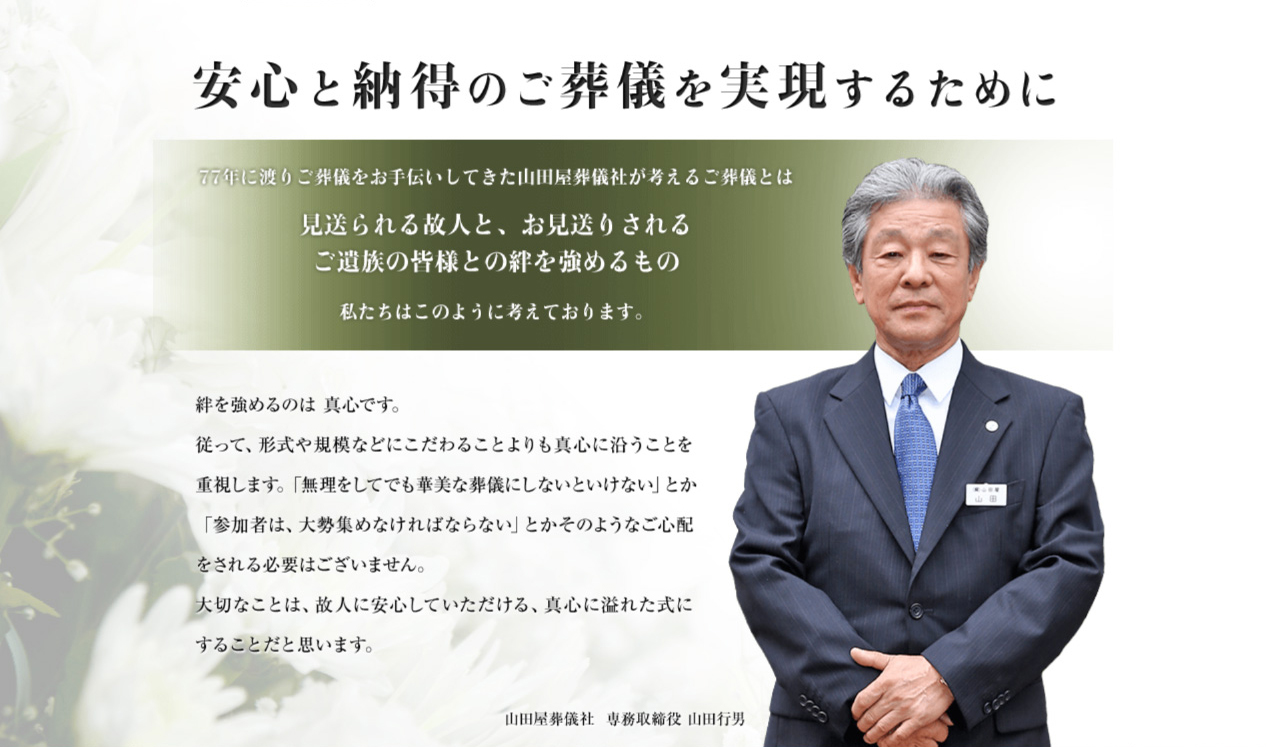 安心と納得のご葬儀を実現するために
77年に渡りご葬儀をお手伝いしてきた山田屋葬儀社が考えるご葬儀とは
見送られる故人と、お見送りされる
ご遺族の皆様との絆を強めるもの
私たちはこのように考えております。
絆を強めるのは 真心です。
従って、形式や規模などにこだわることよりも真心に沿うことを
重視します。「無理をしてでも華美な葬儀にしないといけない」とか
「参加者は、大勢集めなければならない」とかそのようなご心配
をされる必要はございません。
大切なことは、故人に安心していただける、真心に溢れた式に
することだと思います。
山田
山田屋葬儀社 専務取締役 山田行男